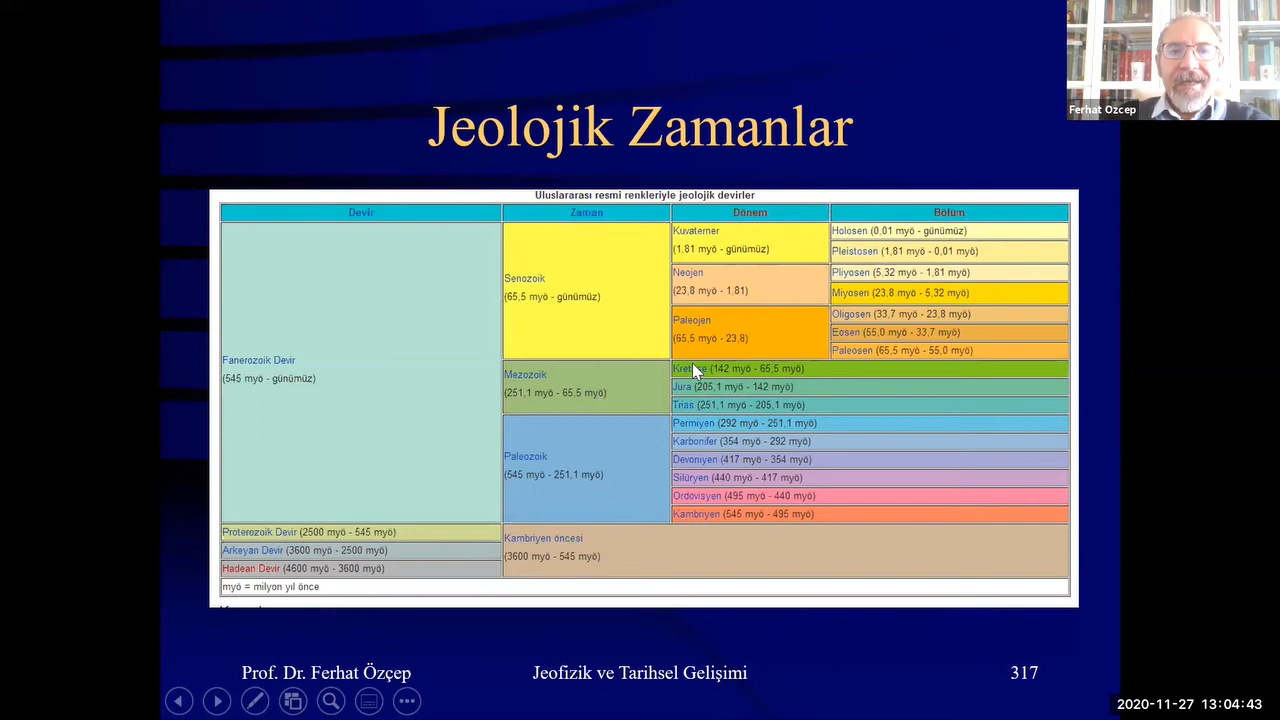 Ferhat Ozcep
Jeolojik Zamanlar
Uluslararası resmi renkleriyle jeolojik devirler
Devir Zaman Dönem Bölüm
Fanerozoik Devir
(545 myö - günümüz)
Senozoik
(65,5 myö - günümüz)
Kuvaterner
(1,81 myö - günümüz)
Holosen (0,01 myö - günümüz)
Pleistosen (1,81 myö - 0,01 myö)
Neojen
(23,8 myö - 1,81)
Pliyosen (5,32 myö - 1,81 myö)
Miyosen (23,8 myö - 5,32 myö)
Paleojen
(65,5 myö - 23,8)
Oligosen (33,7 myö - 23,8 myö)
Eosen (55,0 myö - 33,7 myö)
Paleosen (65,5 myö - 55,0 myö)
Mezozoik
(251,1 myö - 65,5 myö)
(142 myö - 65,5 myö)
Jura (205,1 myö - 142 myö)
Trias (251,1 myö - 205,1 myö)
Paleozoik
(545 myö - 251,1 myö)
Permiyen (292 myö - 251,1 myö)
Karbonifer (354 myö - 292 myö)
Devoniyen (417 myö - 354 myö)
Silüryen (440 myö - 417 myö)
Ordovisyen (495 myö - 440 myö)
Kambriyen (545 myö - 495 myö)
Proterozoik Devir (2500 myö - 545 myö)
Arkeyan Devir (3600 myö - 2500 myö)
Hadean Devir (4600 myö - 3600 myö)
Kambriyen öncesi
(3600 myö - 545 myö)
myö = milyon yıl önce
Prof. Dr. Ferhat Özçep
Jeofizik ve Tarihsel Gelişimi
317
2020-11-27 13:04:43